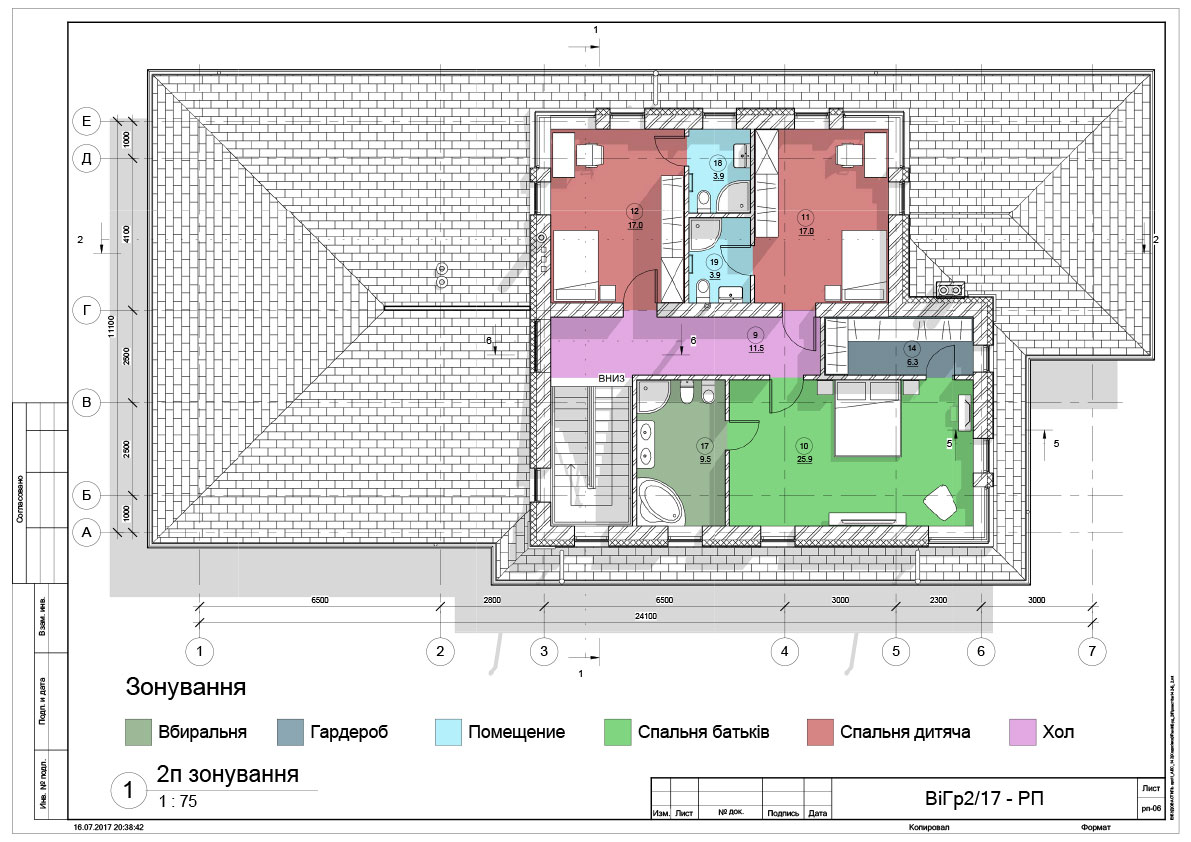 1
Е
Д
Г
В
Б
А
1000
4100
2500
2500
1000
11100
2
2
12
17.0
18
3.9
11
17.0
19
3.9
6
6
9
11.5
14
6.3
ВНИЗ
17
9.5
10
25.9
5
5
6500
2800
6500
3000
2300
3000
24100
1
2
3
4
5
6
7
1
Зонування
Вбиральня
Гардероб
Помещение
Спальня батьків
Спальня дитяча
Хол
1
2п зонування
1 : 75
Согласовано
Взам. инв.
Подп. и дата
Инв. № подл.
Изм.
Лист
№ док.
Подпись
Дата
ВіГр2/17 - РП
Лист
рп-06
16.07.2017 20:38:42
Копировал
Формат